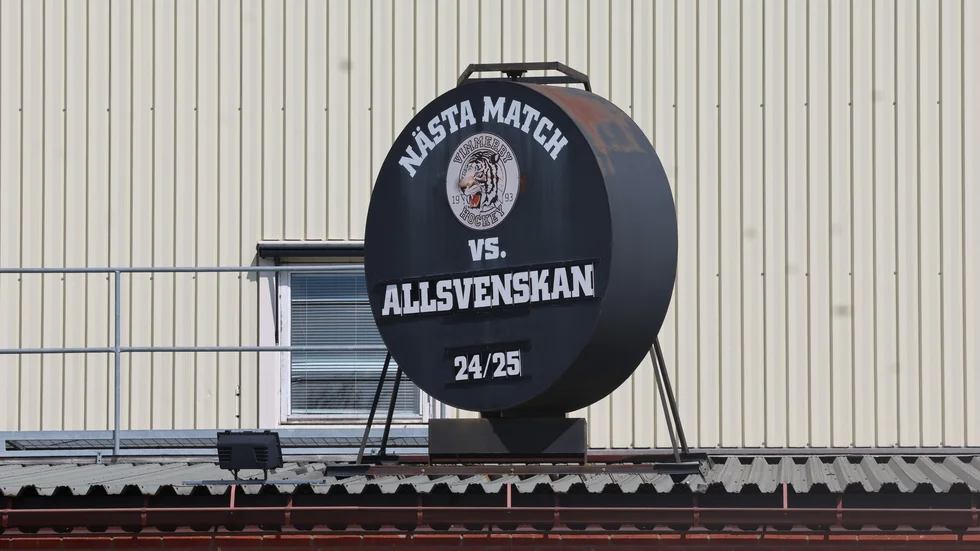 NÄSTA MATCH
VIMMERBY
19 93
HOCKEY
VS.
ALLSVENSKAN
24/25